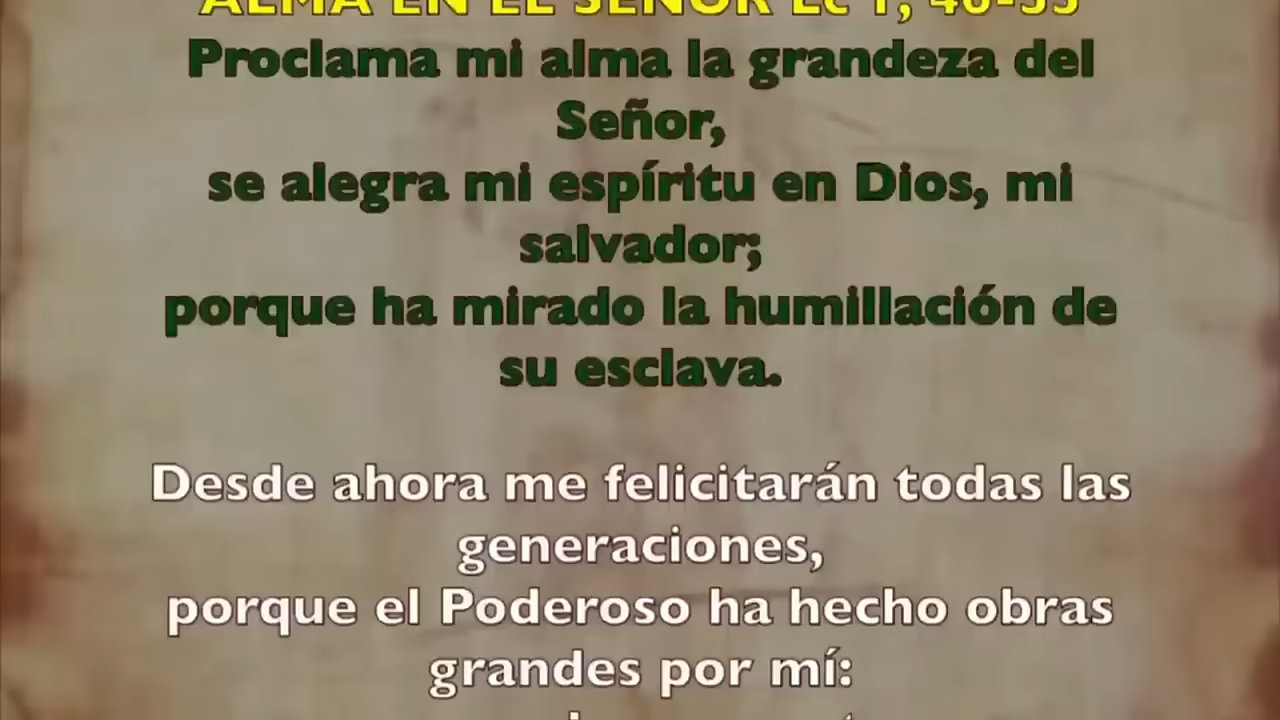 ALMA EN EL SEÑOR Lc 1, 46-55
Proclama mi alma la grandeza del
Señor,
se alegra mi espíritu en Dios, mi
salvador;
porque ha mirado la humillación de
su esclava.
Desde ahora me felicitarán todas las
generaciones,
porque el Poderoso ha hecho obras
grandes por mí: